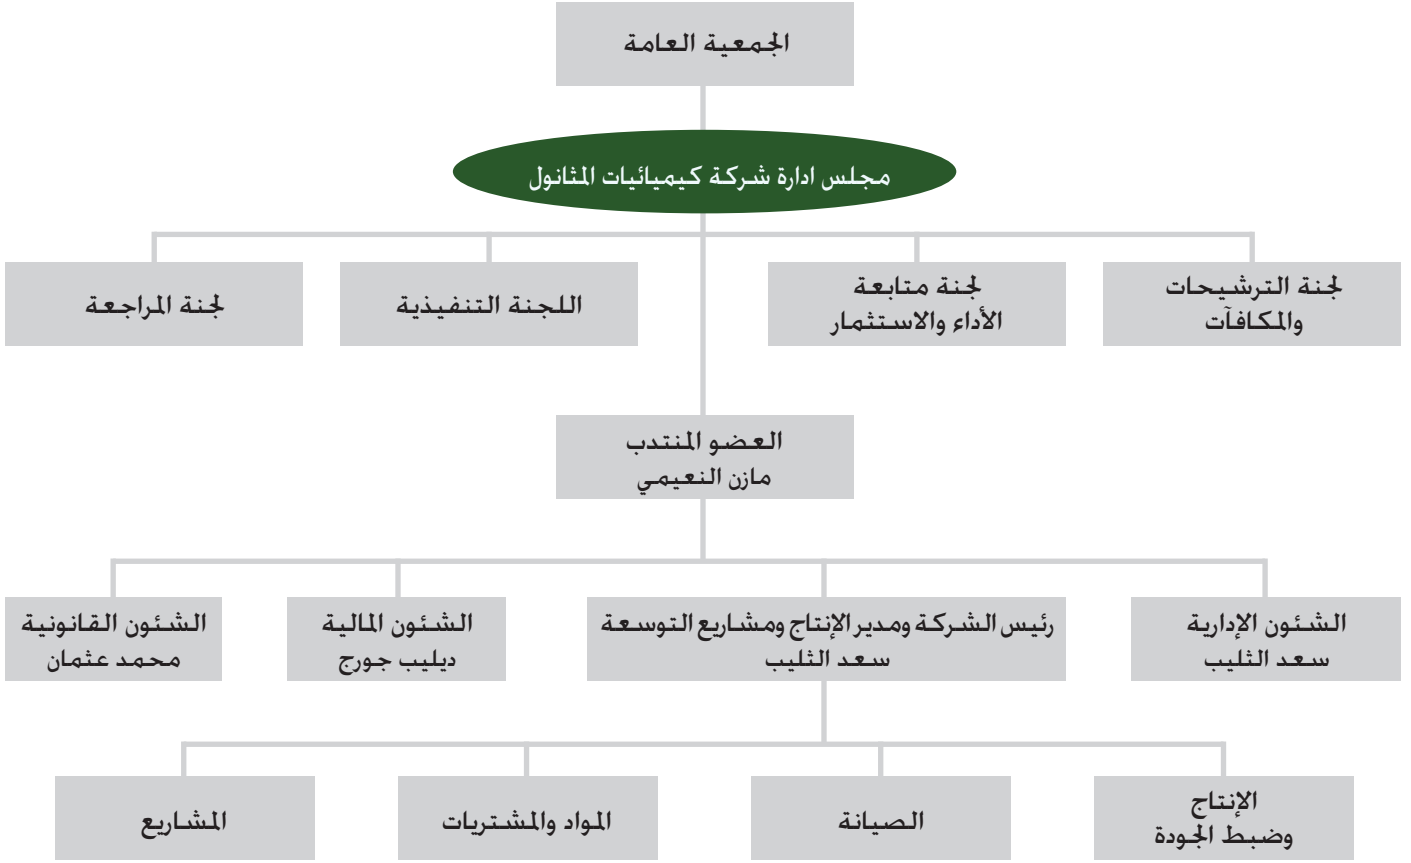 الجمعية العامة
مجلس ادارة شركة كيميائيات المثانول
لجنة الترشيحات
والمكافآت
لجنة متابعة
الأداء والاستثمار
اللجنة التنفيذية
لجنة المراجعة
العضو المنتدب
مازن النعيمي
الشئون الإدارية
سعد الثليب
رئيس الشركة ومدير الإنتاج ومشاريع التوسعة
سعد الثليب
الشئون المالية
ديليب جورج
الشئون القانونية
محمد عثمان
الإنتاج
وضبط الجودة
الصيانة
المواد والمشتريات
المشاريع